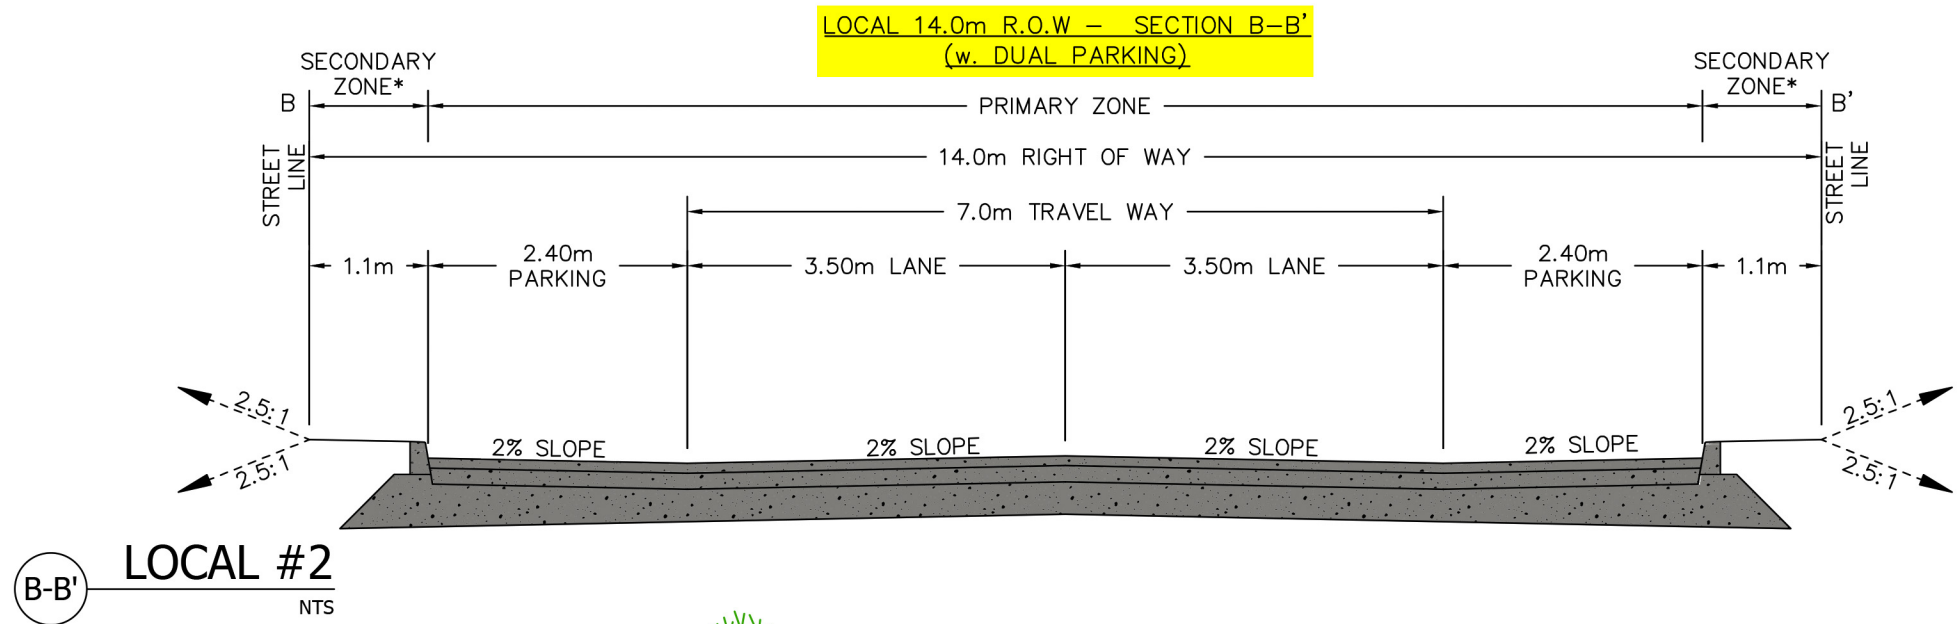 LOCAL 14.0m R.O.W – SECTION B–B'
(w. DUAL PARKING)
SECONDARY
ZONE*
SECONDARY
ZONE*
B
PRIMARY ZONE
B'
STREET
LINE
14.0m RIGHT OF WAY
STREET
LINE
7.0m TRAVEL WAY
1.1m
2.40m
PARKING
3.50m LANE
3.50m LANE
2.40m
PARKING
1.1m
2.5:1
2.5:1
2% SLOPE
2% SLOPE
2% SLOPE
2% SLOPE
2.5:1
2.5:1
B-B'
LOCAL #2
NTS